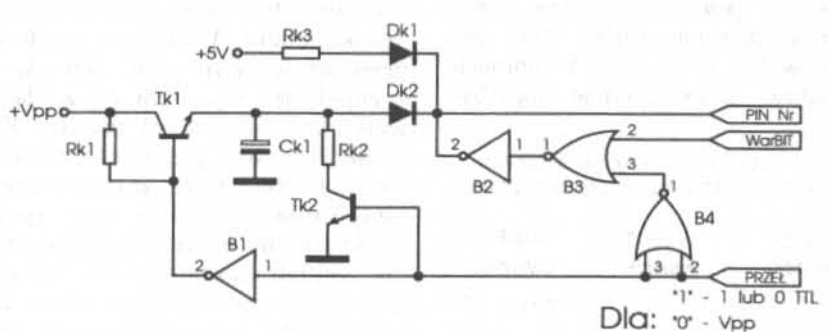 Rk3
Dk1
+5V
Tk1
Dk2
+Vpp
PIN Nr
Rk1
Ck1
Rk2
2
1
1
2
WarBIT
B2
B3
3
Tk2
1
B4
B1
2
1
3
2
PRZEŁ
"1" - 1 lub 0 TTL
Dla: "0" - Vpp